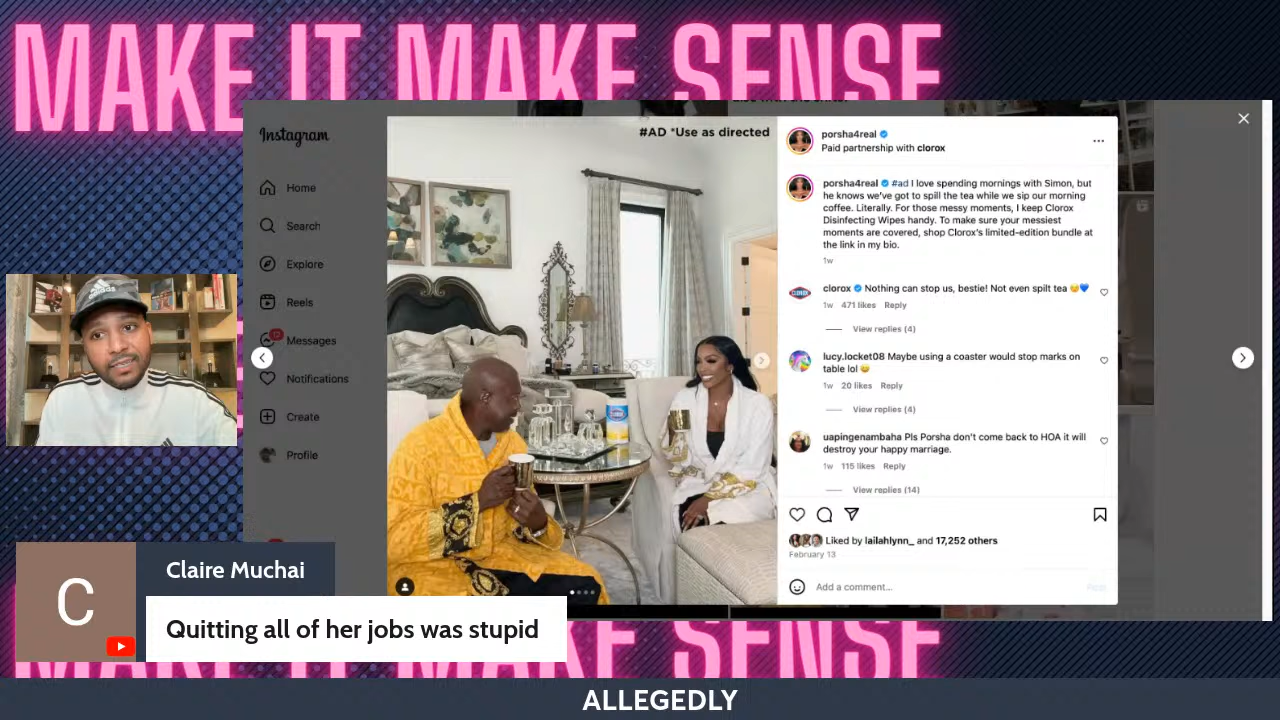 MAKE IT MAKE SENSE
Instagram
#AD *Use as directed
porsha4real
Paid partnership with clorox
Home
Search
Explore
Reels
Messages
Notifications
Create
Profile
porsha4real #ad I love spending mornings with Simon, but
he knows we've got to spill the tea while we sip our morning
coffee. Literally. For those messy moments, I keep Clorox
Disinfecting Wipes handy. To make sure your messiest
moments are covered, shop Clorox's limited-edition bundle at
the link in my bio.
1w
clorox Nothing can stop us, bestie! Not even spilt tea 😏💙
1w 471 likes Reply
View replies (4)
lucy.locket08 Maybe using a coaster would stop marks on
table lol 😄
1w 20 likes Reply
View replies (4)
uapingenambaha Pls Porsha don't come back to HOA it will
destroy your happy marriage.
1w 115 likes Reply
View replies (14)
Liked by lailahlynn_ and 17,252 others
February 13
Add a comment...
Post
C
Claire Muchai
Quitting all of her jobs was stupid
MAKE IT MAKE SENSE
ALLEGEDLY